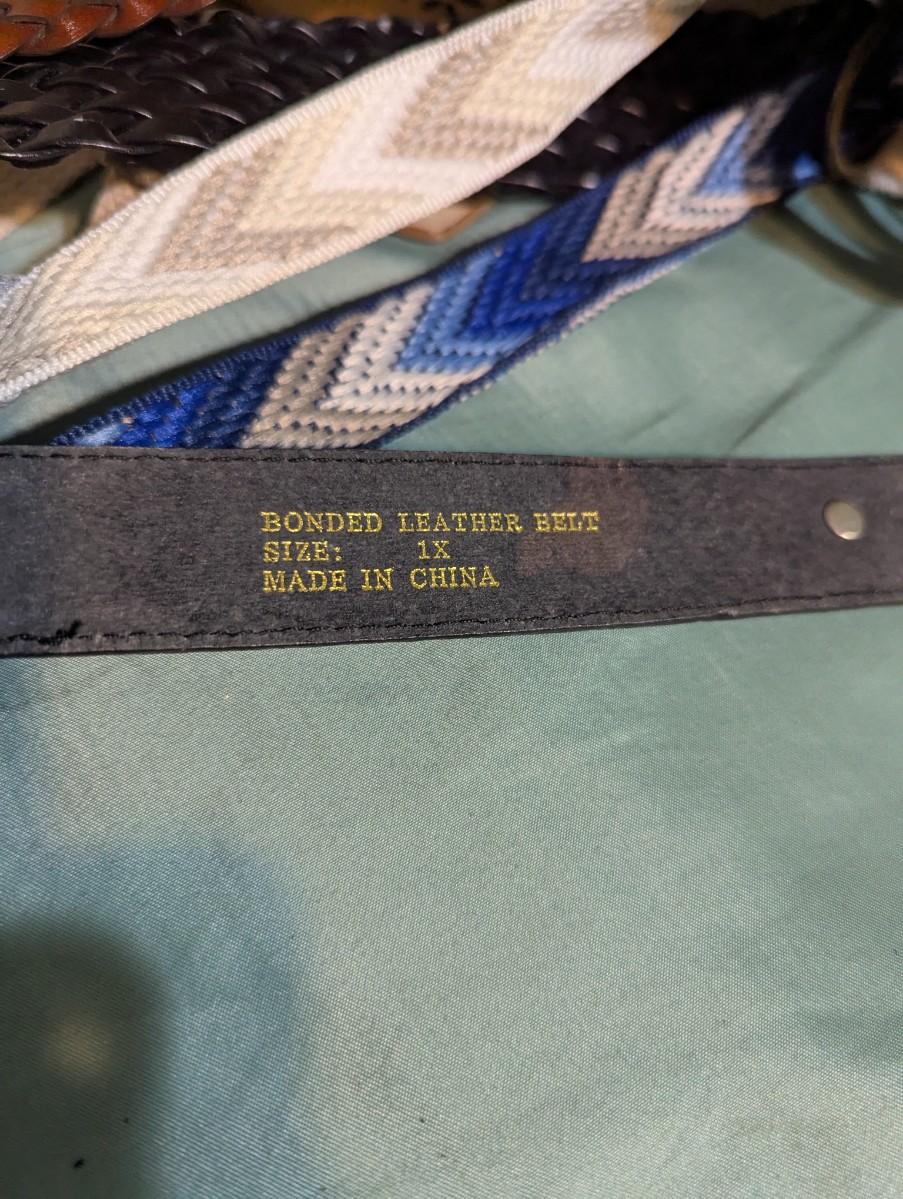 BONDED LEATHER BELT
SIZE: 1X
MADE IN CHINA